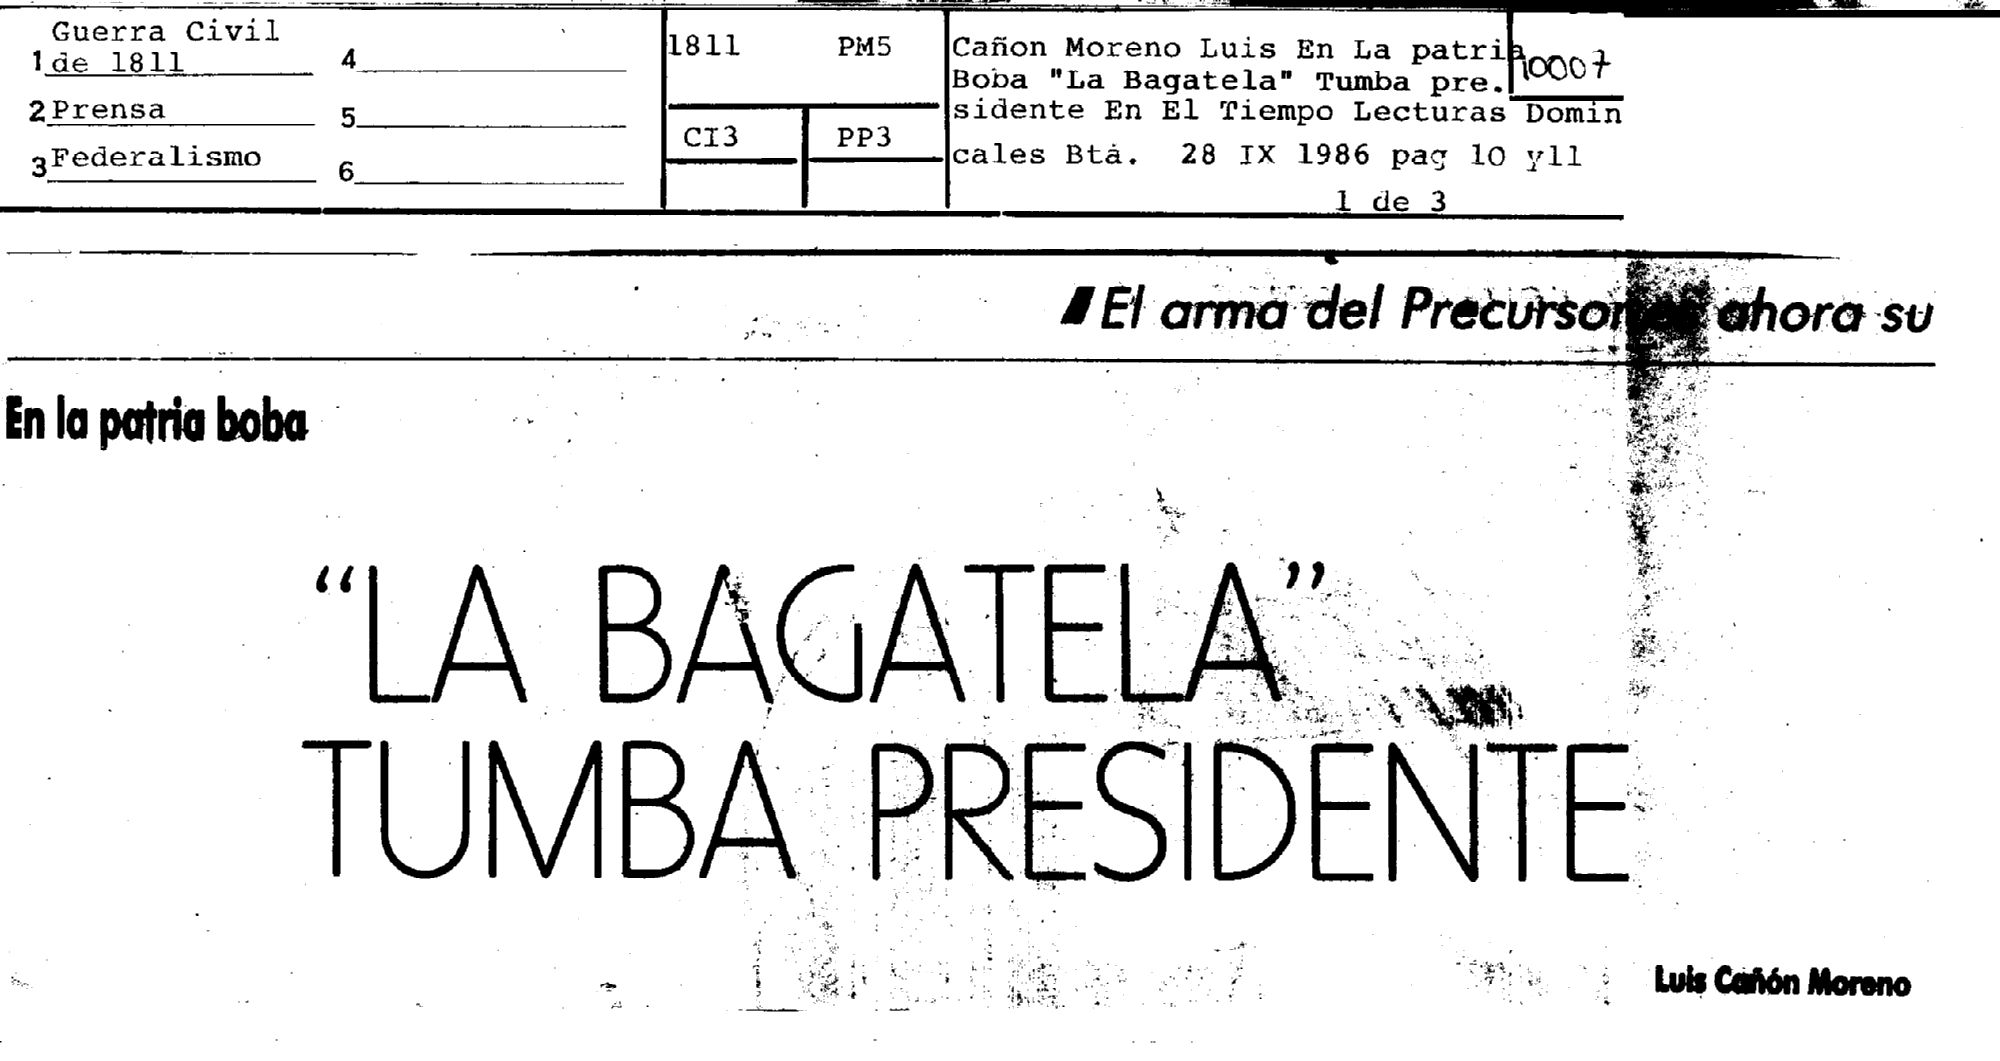 Guerra Civil
1 de 1811
2 Prensa
3 Federalismo
4
5
6
1811 PM5
CI3 PP3
Cañon Moreno Luis En La patria
Boba "La Bagatela" Tumba pre.
sidente En El Tiempo Lecturas Domin
cales Btá. 28 IX 1986 pag 10 y11
1 de 3
10007
El arma del Precursor es ahora su
En la patria boba
“LA BAGATELA”
TUMBA PRESIDENTE
Luis Cañón Moreno